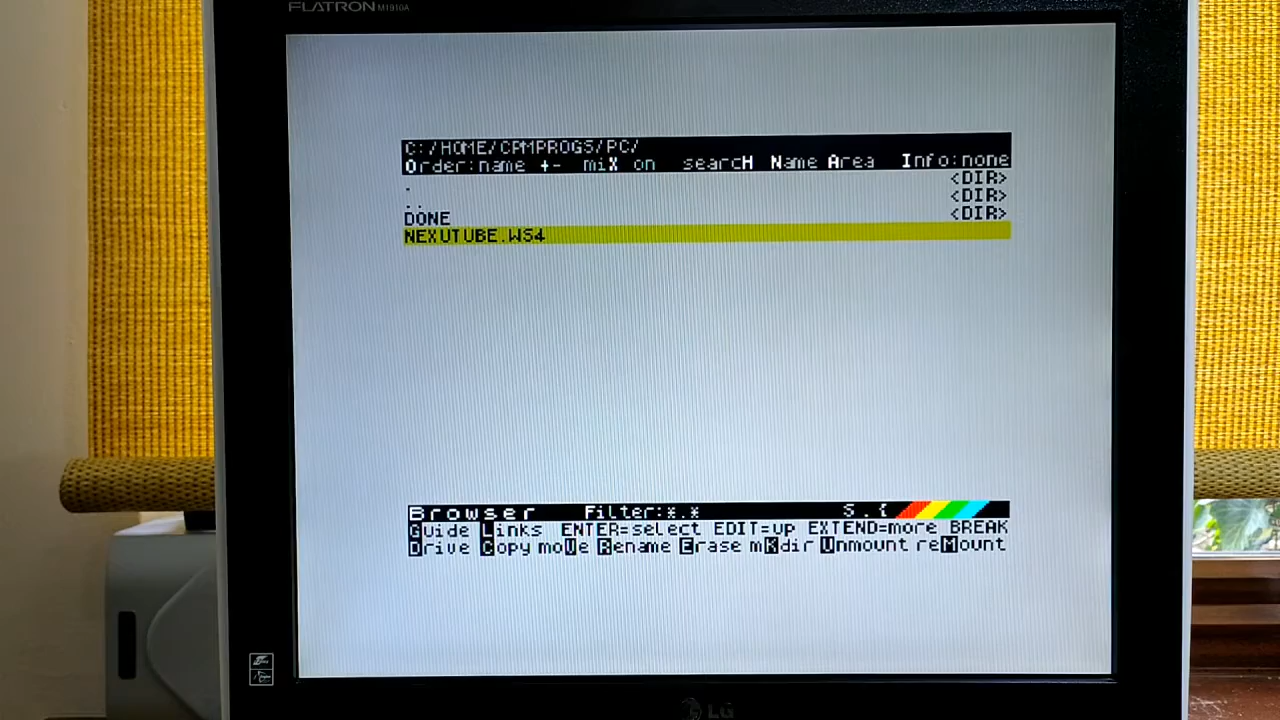 FLATRON M1910A
C:/HOME/CPMPROGS/PC/
Order:name +- miX on searcH Name Area Info:none
. <DIR>
.. <DIR>
DONE <DIR>
NEXUTUBE.WS4
Browser Filter:*.* S.{
Guide Links ENTER=select EDIT=up EXTEND=more BREAK
Drive Copy moVe Rename Erase mKdir Unmount reMount
LG